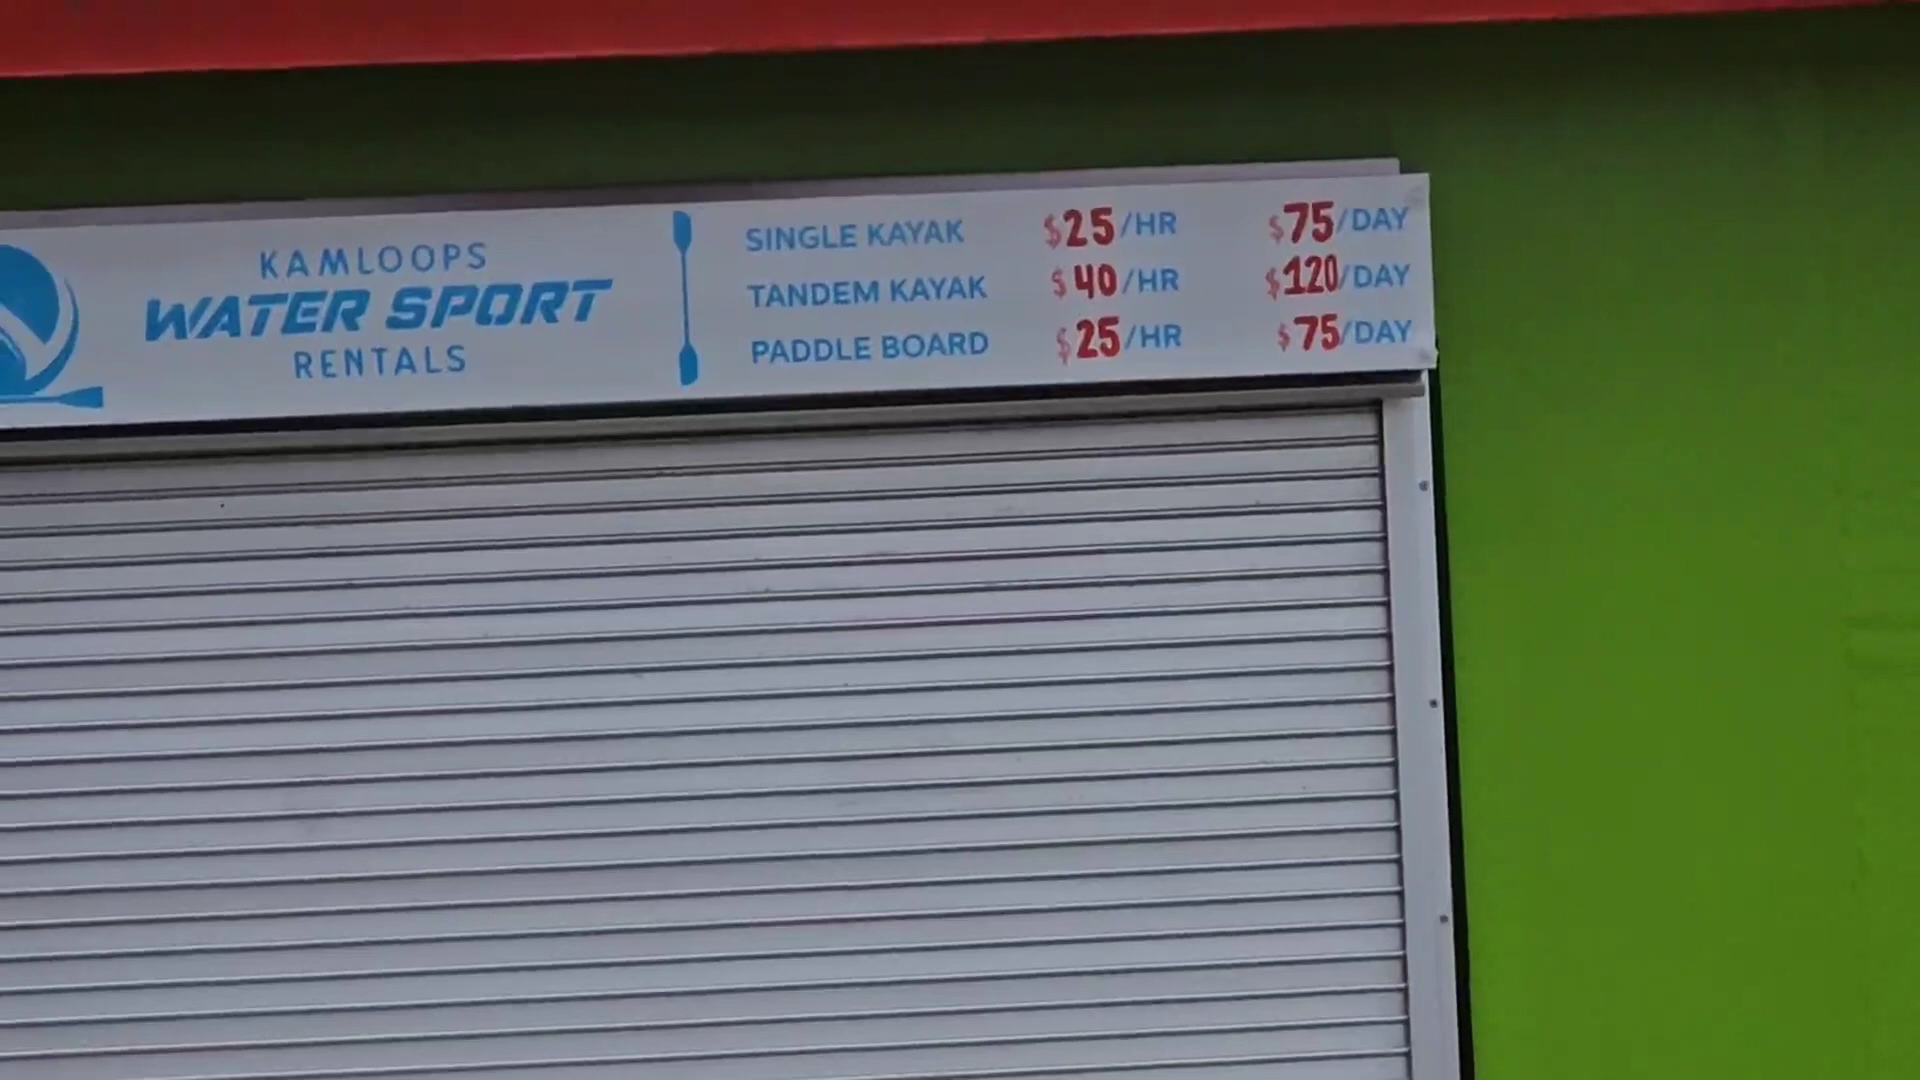 KAMLOOPS
WATER SPORT
RENTALS
SINGLE KAYAK $25/HR $75/DAY
TANDEM KAYAK $40/HR $120/DAY
PADDLE BOARD $25/HR $75/DAY